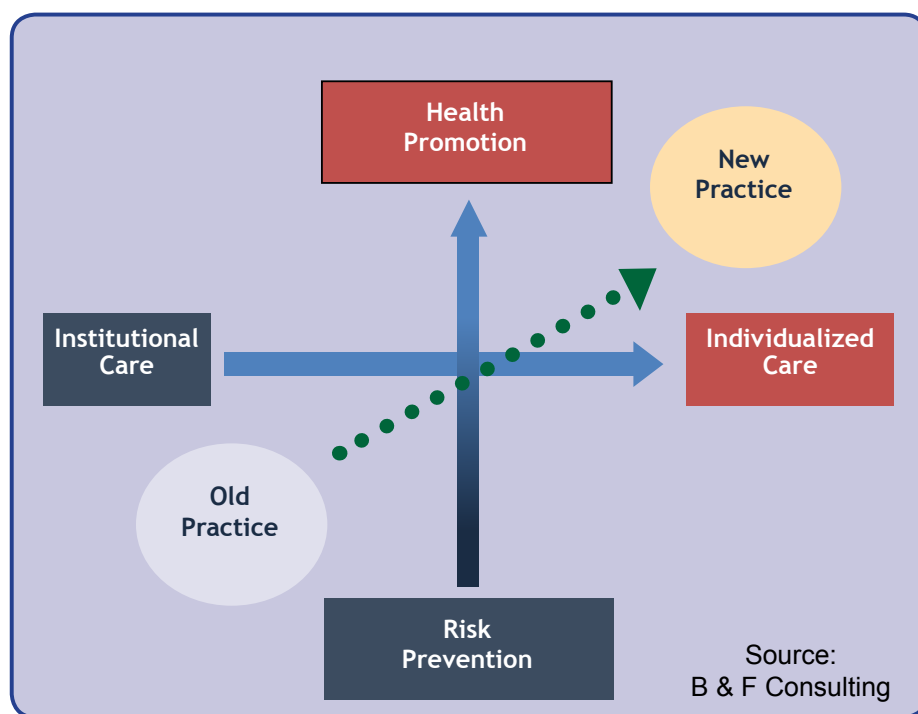 Health
Promotion
New
Practice
Institutional
Care
Individualized
Care
Old
Practice
Risk
Prevention
Source:
B & F Consulting